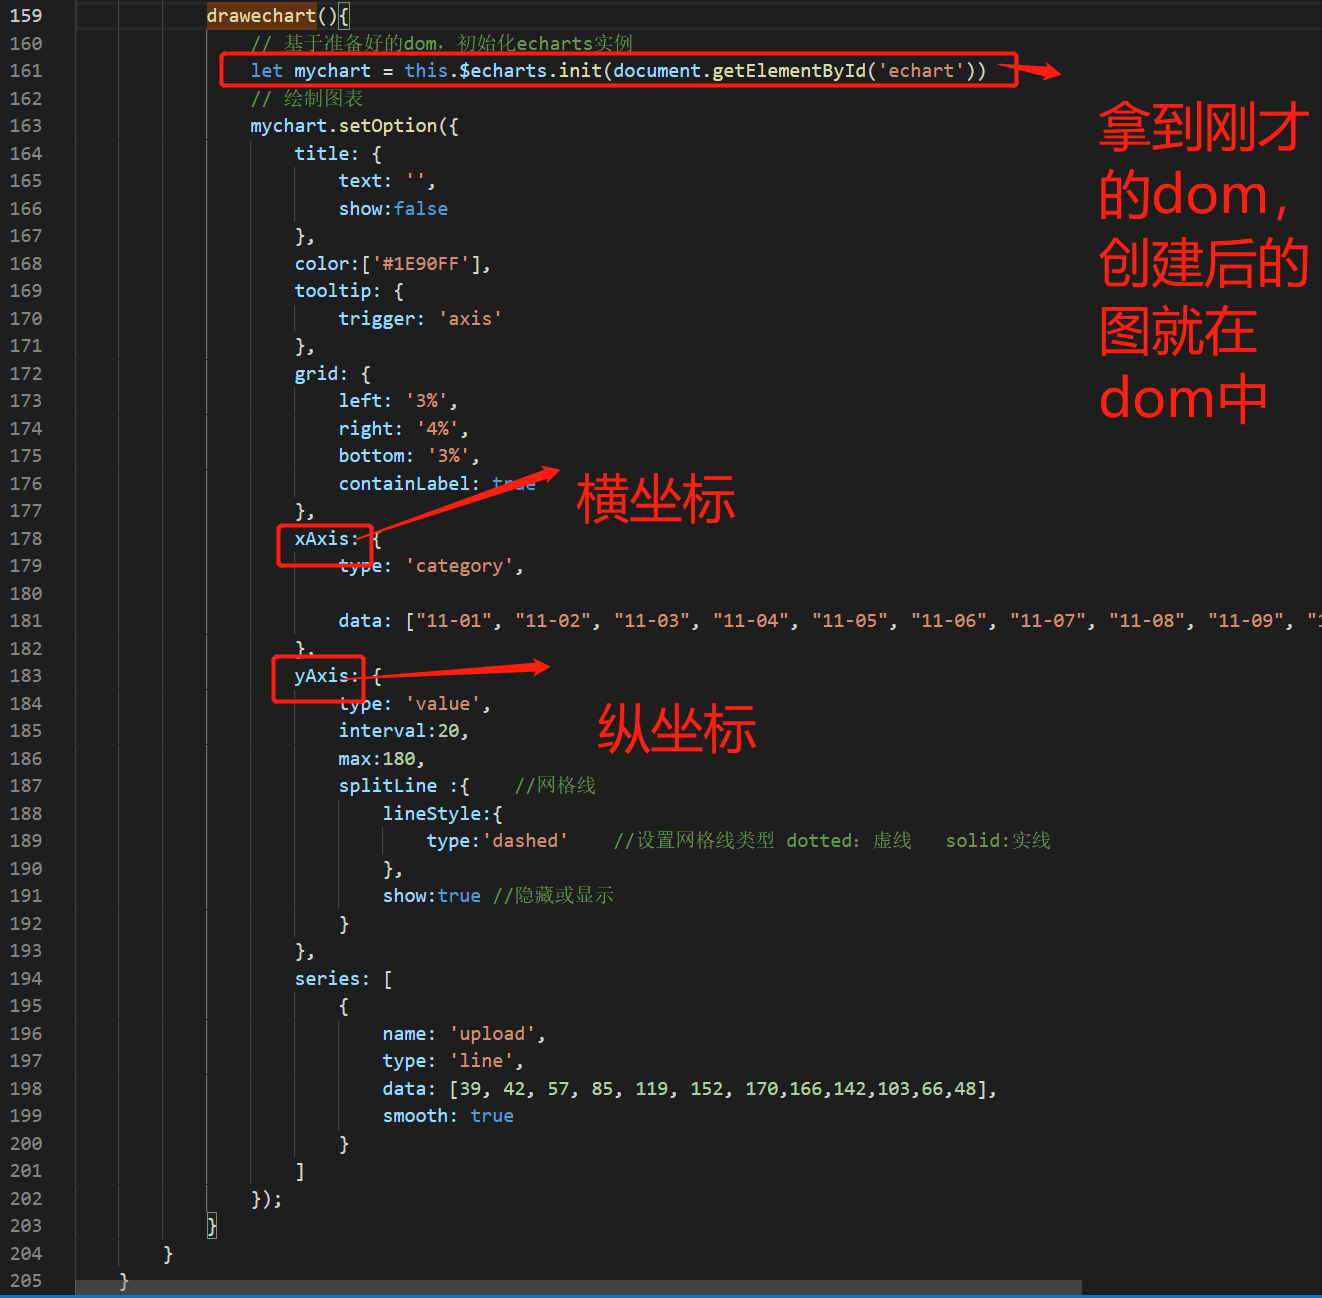 159 drawechart(){
160 // 基于准备好的dom，初始化echarts实例
161 let mychart = this.$echarts.init(document.getElementById('echart'))
162 // 绘制图表
163 mychart.setOption({
164 title: {
165 text: '',
166 show:false
167 },
168 color:['#1E90FF'],
169 tooltip: {
170 trigger: 'axis'
171 },
172 grid: {
173 left: '3%',
174 right: '4%',
175 bottom: '3%',
176 containLabel: true
177 },
178 xAxis: {
179 type: 'category',
180
181 data: ["11-01", "11-02", "11-03", "11-04", "11-05", "11-06", "11-07", "11-08", "11-09", "1
182 },
183 yAxis: {
184 type: 'value',
185 interval:20,
186 max:180,
187 splitLine :{ //网格线
188 lineStyle:{
189 type:'dashed' //设置网格线类型 dotted：虚线 solid:实线
190 },
191 show:true //隐藏或显示
192 }
193 },
194 series: [
195 {
196 name: 'upload',
197 type: 'line',
198 data: [39, 42, 57, 85, 119, 152, 170,166,142,103,66,48],
199 smooth: true
200 }
201 ]
202 });
203 }
204 }
205 }
拿到刚才
的dom，
创建后的
图就在
dom中
横坐标
纵坐标